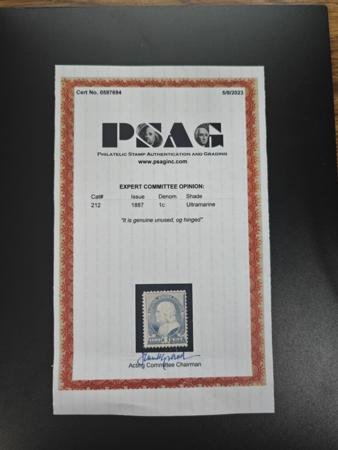 Cert No. 0597694 5/8/2023
PSAG
PHILATELIC STAMP AUTHENTICATION AND GRADING
www.psaginc.com
EXPERT COMMITTEE OPINION:
Cat# Issue Denom Shade
212 1887 1c Ultramarine
"It is genuine unused, og hinged"
Acting Committee Chairman